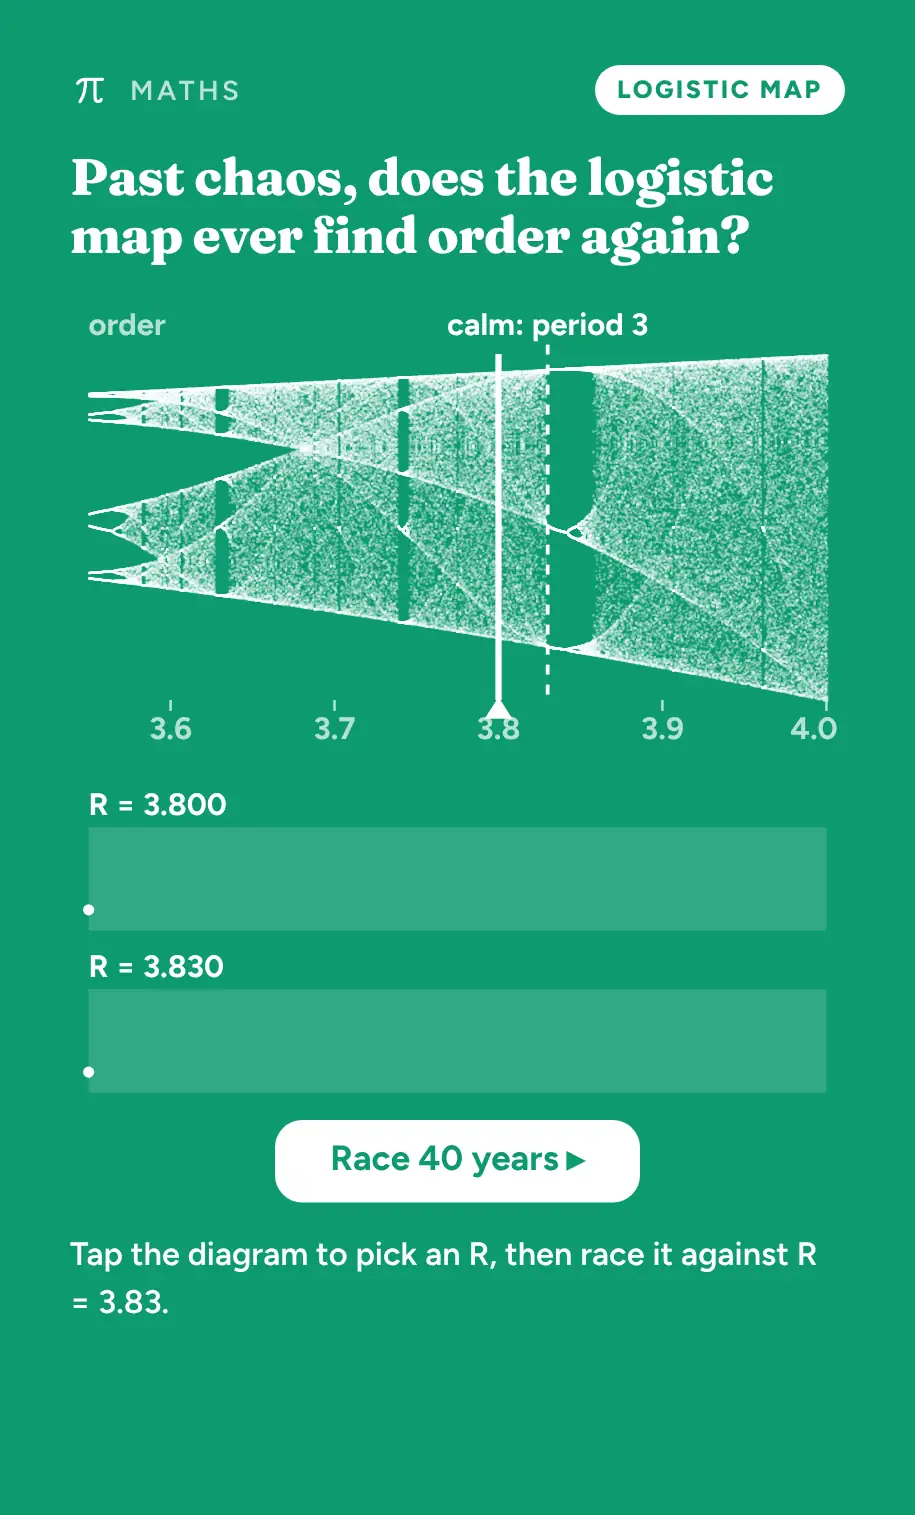 π MATHS
LOGISTIC MAP
Past chaos, does the logistic
map ever find order again?
order
calm: period 3
3.6 3.7 3.8 3.9 4.0
R = 3.800
R = 3.830
Race 40 years ▸
Tap the diagram to pick an R, then race it against R
= 3.83.